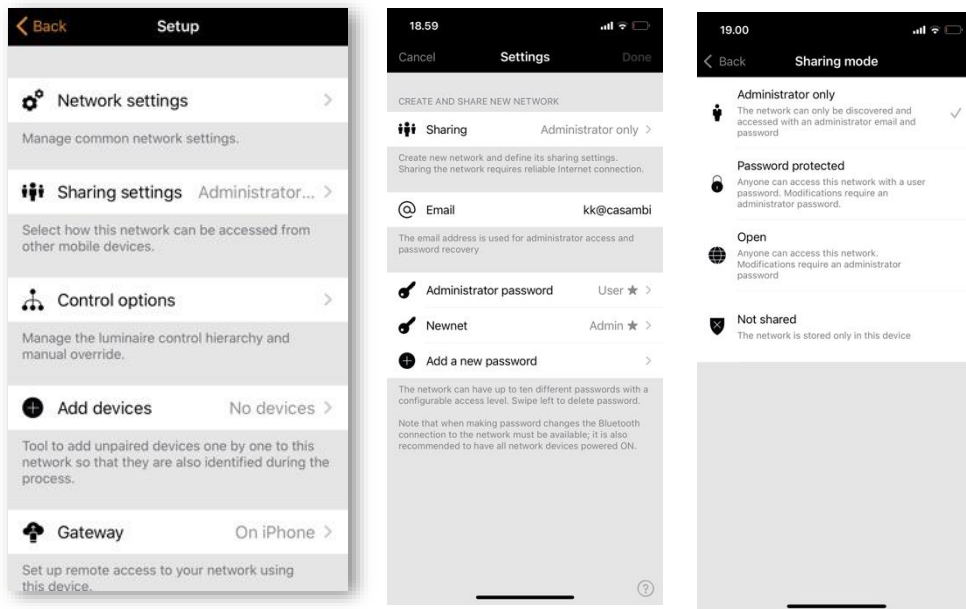 Back
Setup
Network settings
Manage common network settings.
Sharing settings Administrator...
Select how this network can be accessed from
other mobile devices.
Control options
Manage the luminaire control hierarchy and
manual override.
Add devices No devices
Tool to add unpaired devices one by one to this
network so that they are also identified during the
process.
Gateway On iPhone
Set up remote access to your network using
this device.
18.59
Cancel Settings Done
CREATE AND SHARE NEW NETWORK
Sharing Administrator only
Create new network and define its sharing settings.
Sharing the network requires reliable Internet connection.
Email kk@casambi
The email address is used for administrator access and
password recovery
Administrator password User ★
Newnet Admin ★
Add a new password
The network can have up to ten different passwords with a
configurable access level. Swipe left to delete password.
Note that when making password changes the Bluetooth
connection to the network must be available; it is also
recommended to have all network devices powered ON.
?
19.00
Back Sharing mode
Administrator only
The network can only be discovered and
accessed with an administrator email and
password
Password protected
Anyone can access this network with a user
password. Modifications require an
administrator password.
Open
Anyone can access this network.
Modifications require an administrator
password
Not shared
The network is stored only in this device